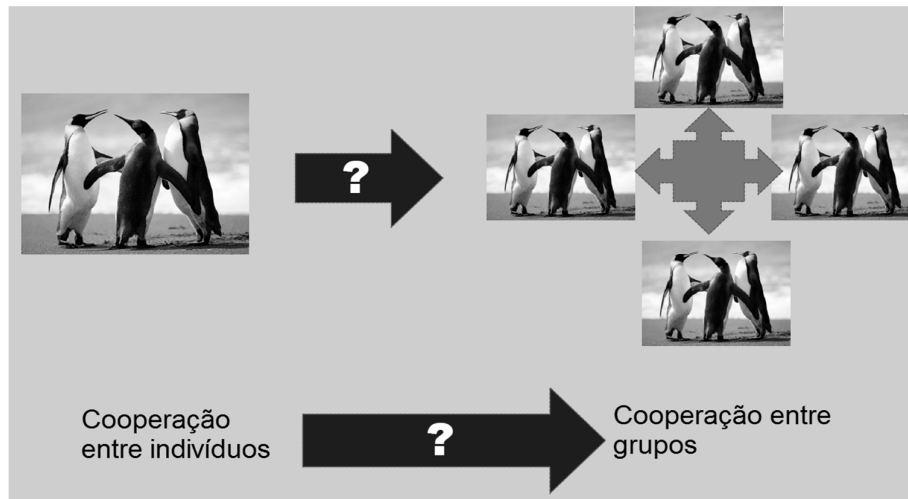 ?
Cooperação
entre indivíduos
?
Cooperação entre
grupos